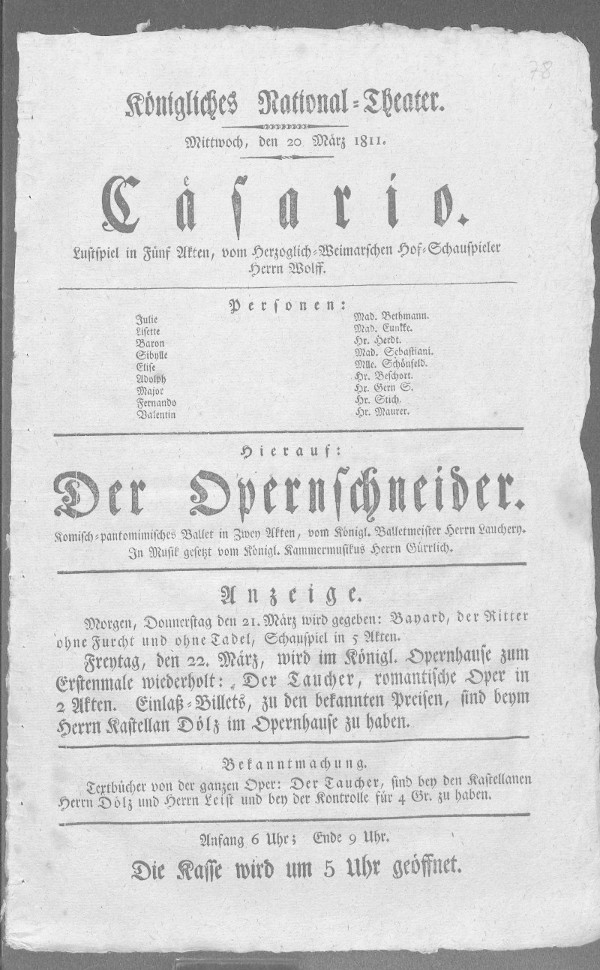 78
Königliches National-Theater.
Mittwoch, den 20 März 1811.
Cäsario.
Lustspiel in Fünf Akten, vom Herzoglich-Weimarschen Hof-Schauspieler
Herrn Wolff.
Personen:
Julie Mad. Bethmann.
Lisette Mad. Eunike.
Baron Hr. Herdt.
Sibylle Mad. Sebastiani.
Elise Mlle. Schönfeld.
Adolph Hr. Beschort.
Major Hr. Gern S.
Fernando Hr. Stich.
Valentin Hr. Maurer.
Hierauf:
Der Opernschneider.
Komisch-pantomimisches Ballet in Zwey Akten, vom Königl. Balletmeister Herrn Lauchery.
In Musik gesetzt vom Königl. Kammermusikus Herrn Gürrlich.
Anzeige.
Morgen, Donnerstag den 21. März wird gegeben: Bayard, der Ritter
ohne Furcht und ohne Tadel, Schauspiel in 5 Akten.
Freytag, den 22. März, wird im Königl. Opernhause zum
Erstenmale wiederholt: Der Taucher, romantische Oper in
2 Akten. Einlaß-Billets, zu den bekannten Preisen, sind beym
Herrn Kastellan Dölz im Opernhause zu haben.
Bekanntmachung.
Textbücher von der ganzen Oper: Der Taucher, sind bey den Kastellanen
Herrn Dölz und Herrn Leist und bey der Kontrolle für 4 Gr. zu haben.
Anfang 6 Uhr; Ende 9 Uhr.
Die Kasse wird um 5 Uhr geöffnet.